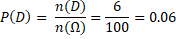 P(D) = n(D)/n(Ω) = 6/100 = 0.06